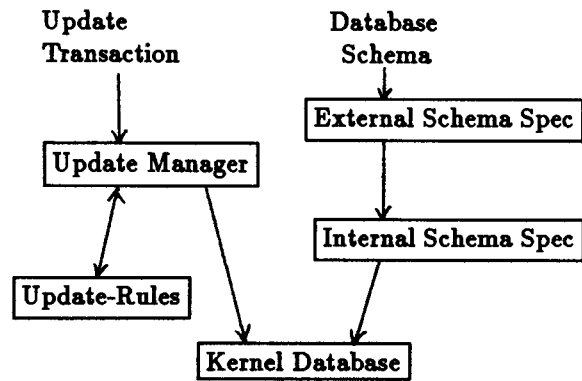 Update
Transaction
Database
Schema
External Schema Spec
Update Manager
Internal Schema Spec
Update-Rules
Kernel Database